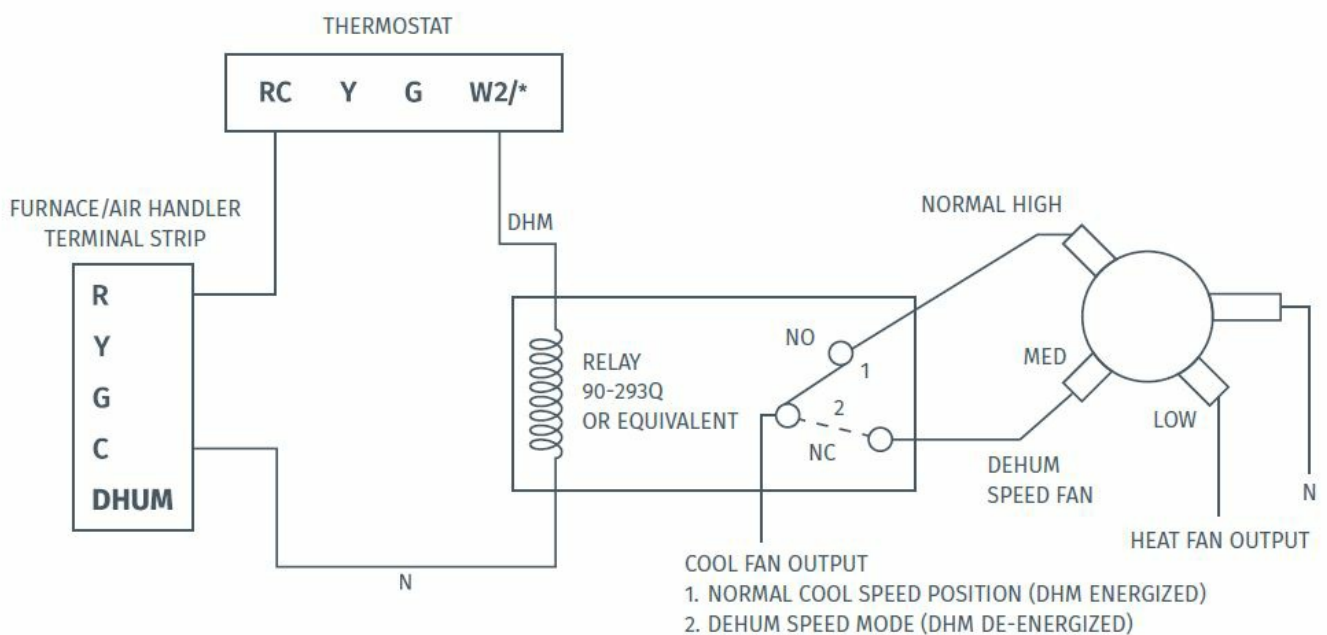 THERMOSTAT
RC Y G W2/*
FURNACE/AIR HANDLER
TERMINAL STRIP
R
Y
G
C
DHUM
DHM
N
RELAY
90-293Q
OR EQUIVALENT
NO
1
2
NC
NORMAL HIGH
MED
LOW
DEHUM
SPEED FAN
N
HEAT FAN OUTPUT
COOL FAN OUTPUT
1. NORMAL COOL SPEED POSITION (DHM ENERGIZED)
2. DEHUM SPEED MODE (DHM DE-ENERGIZED)